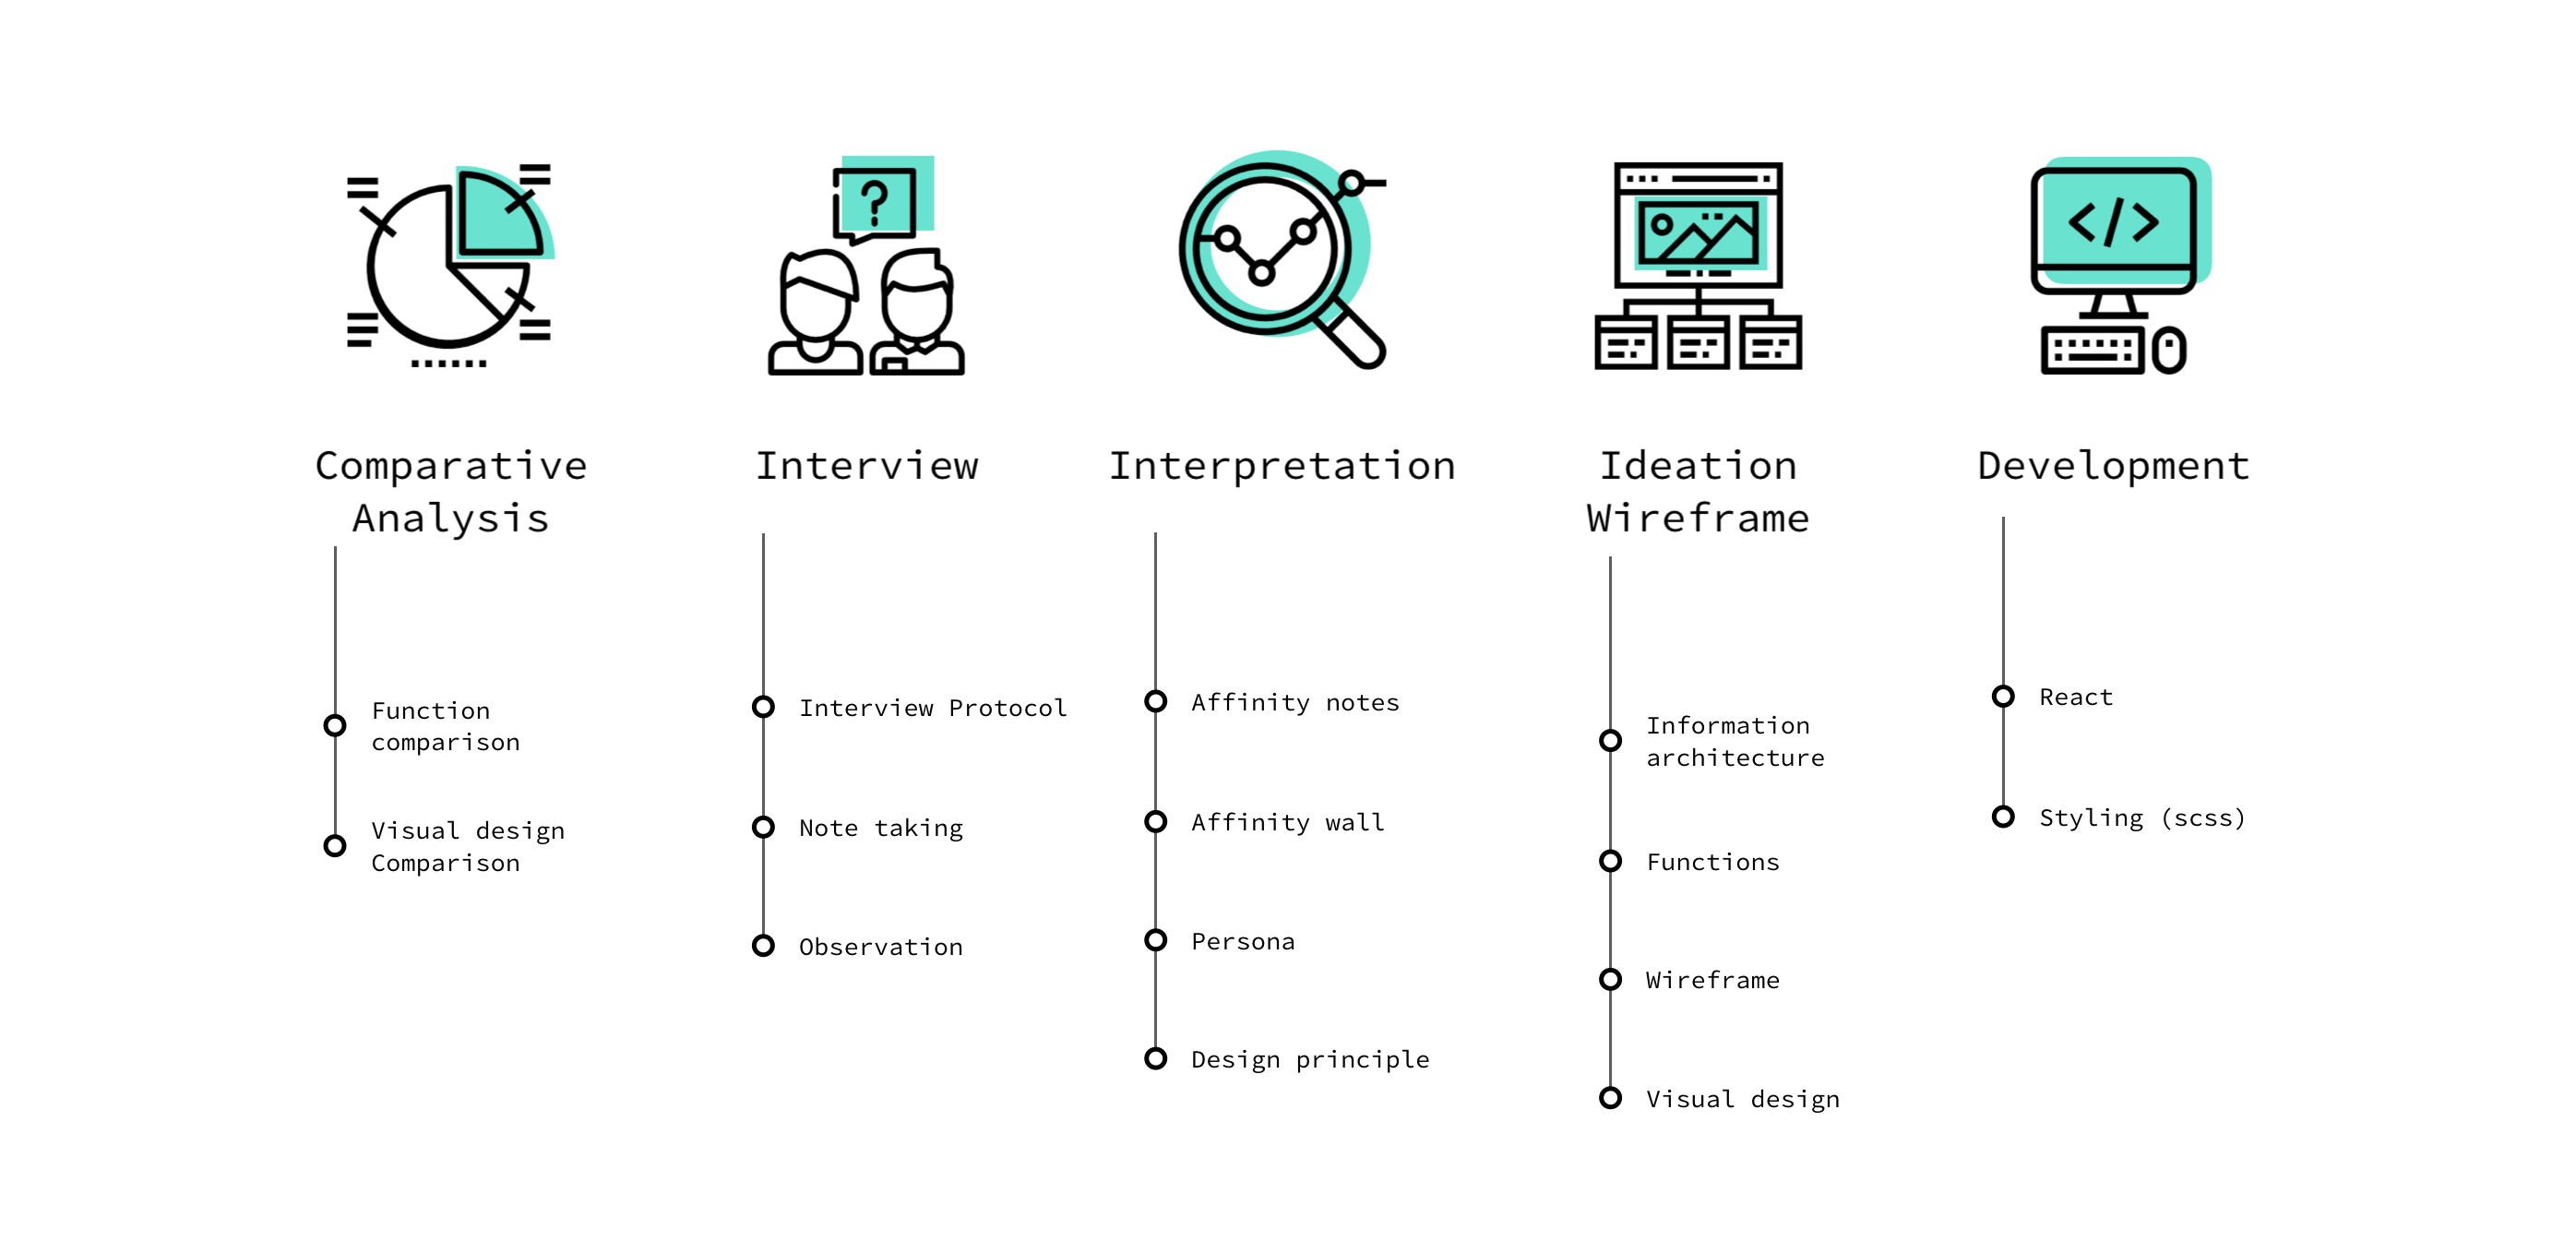 Comparative
Analysis
Function
comparison
Visual design
Comparison
Interview
Interview Protocol
Note taking
Observation
Interpretation
Affinity notes
Affinity wall
Persona
Design principle
Ideation
Wireframe
Information
architecture
Functions
Wireframe
Visual design
Development
React
Styling (scss)